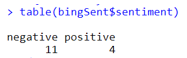 > table(bingSent$sentiment)
negative positive
11 4